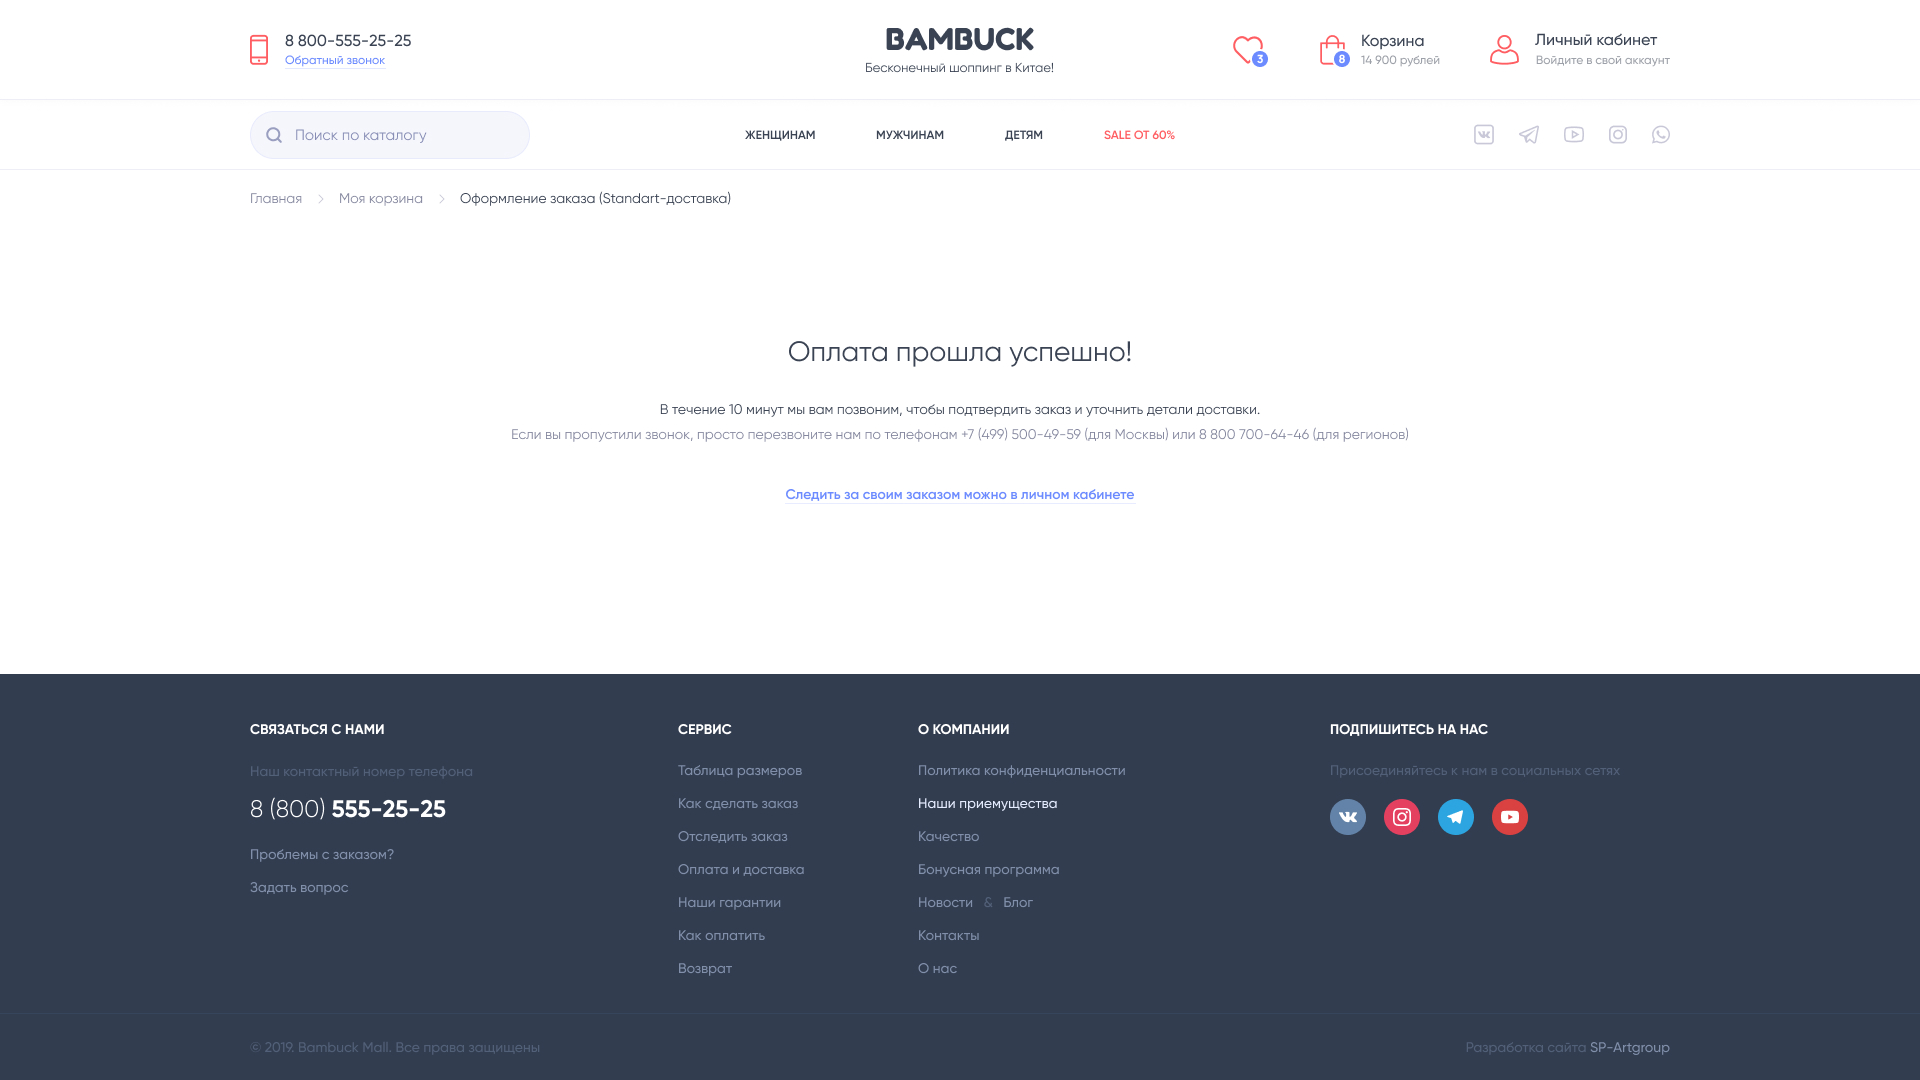 8 800-555-25-25
Обратный звонок
BAMBUCK
Бесконечный шоппинг в Китае!
3
8
Корзина
14 900 рублей
Личный кабинет
Войдите в свой аккаунт
Поиск по каталогу
ЖЕНЩИНАМ
МУЖЧИНАМ
ДЕТЯМ
SALE ОТ 60%
Главная
Моя корзина
Оформление заказа (Standart-доставка)
Оплата прошла успешно!
В течение 10 минут мы вам позвоним, чтобы подтвердить заказ и уточнить детали доставки.
Если вы пропустили звонок, просто перезвоните нам по телефонам +7 (499) 500-49-59 (для Москвы) или 8 800 700-64-46 (для регионов)
Следить за своим заказом можно в личном кабинете
СВЯЗАТЬСЯ С НАМИ
Наш контактный номер телефона
8 (800) 555-25-25
Проблемы с заказом?
Задать вопрос
СЕРВИС
Таблица размеров
Как сделать заказ
Отследить заказ
Оплата и доставка
Наши гарантии
Как оплатить
Возврат
О КОМПАНИИ
Политика конфиденциальности
Наши приемущества
Качество
Бонусная программа
Новости & Блог
Контакты
О нас
ПОДПИШИТЕСЬ НА НАС
Присоединяйтесь к нам в социальных сетях
© 2019. Bambuck Mall. Все права защищены
Разработка сайта SP-Artgroup